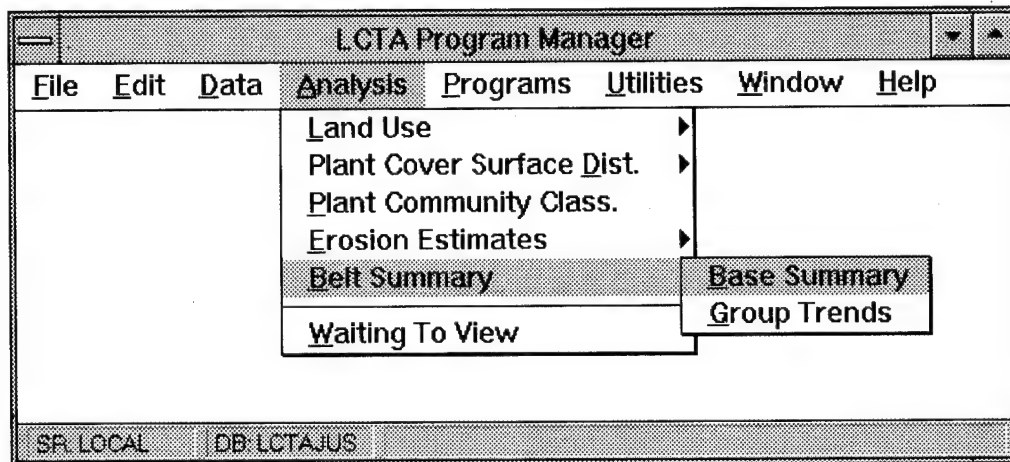 LCTA Program Manager
File Edit Data Analysis Programs Utilities Window Help
Land Use
Plant Cover Surface Dist.
Plant Community Class.
Erosion Estimates
Belt Summary
Base Summary
Group Trends
Waiting To View
SR: LOCAL DB: LCTAJUS